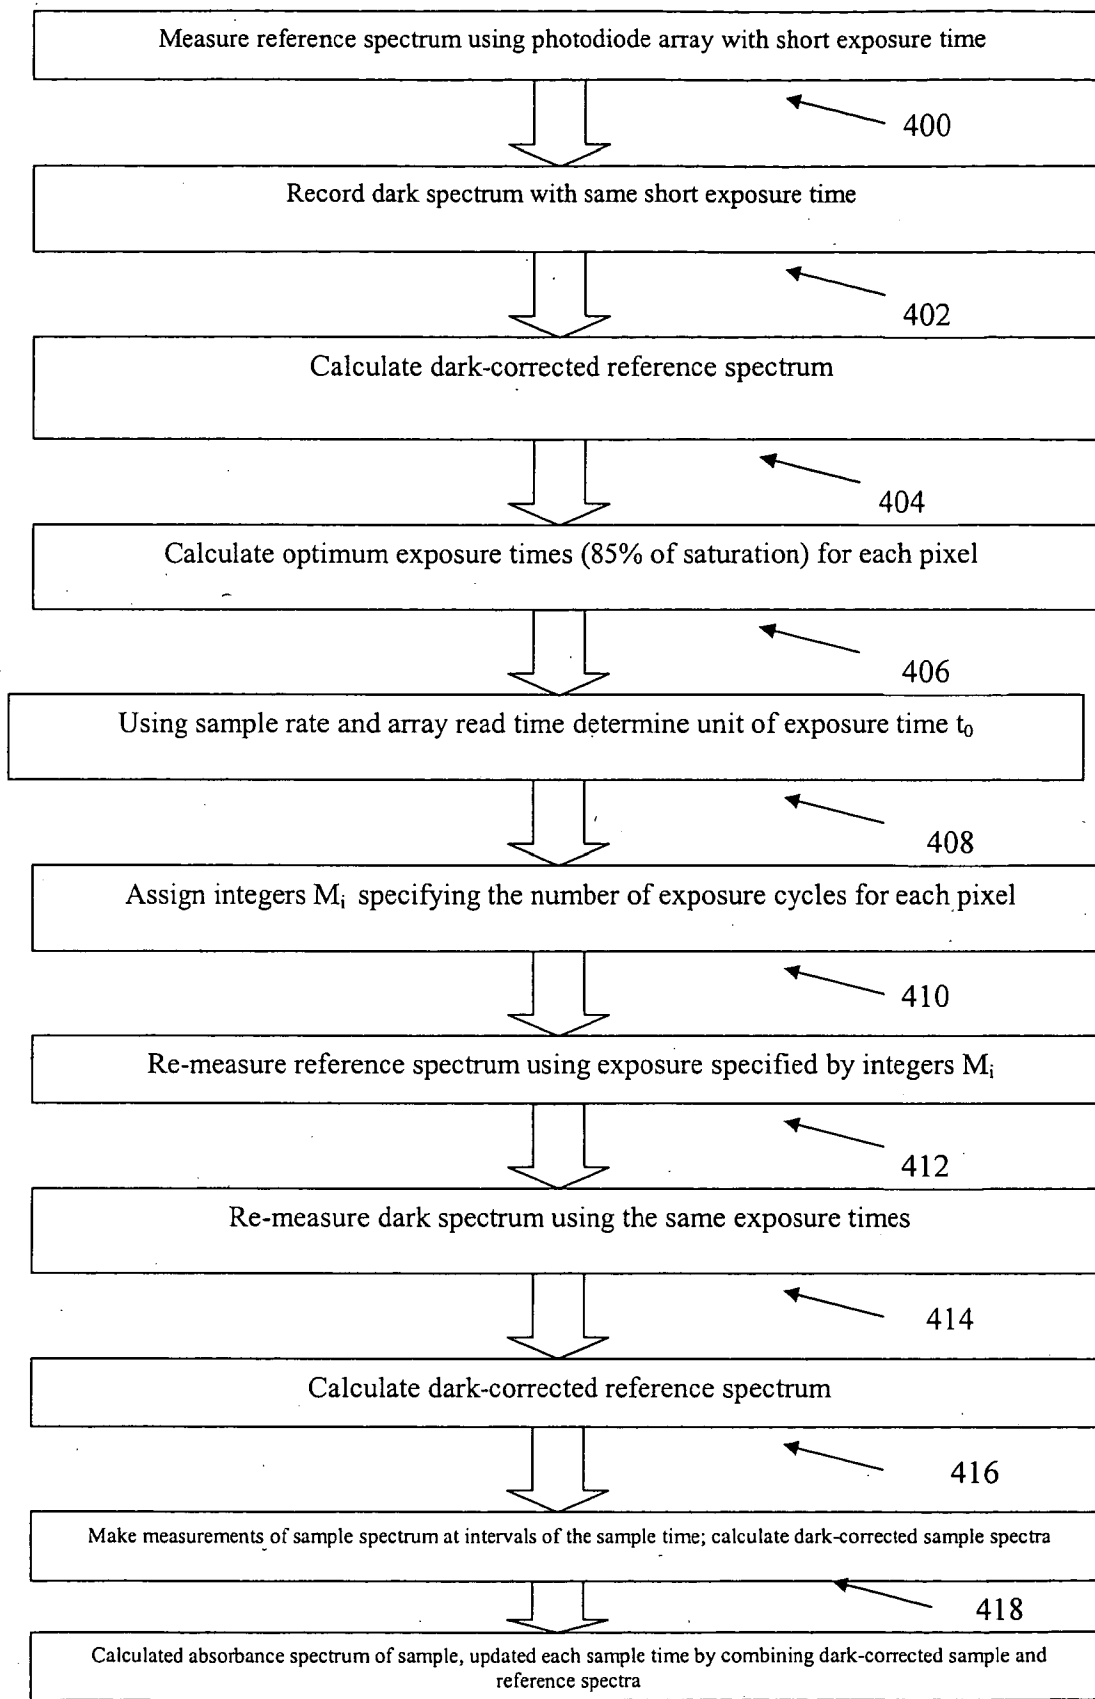 Measure reference spectrum using photodiode array with short exposure time
400
Record dark spectrum with same short exposure time
402
Calculate dark-corrected reference spectrum
404
Calculate optimum exposure times (85% of saturation) for each pixel
406
Using sample rate and array read time determine unit of exposure time t₀
408
Assign integers Mᵢ specifying the number of exposure cycles for each pixel
410
Re-measure reference spectrum using exposure specified by integers Mᵢ
412
Re-measure dark spectrum using the same exposure times
414
Calculate dark-corrected reference spectrum
416
Make measurements of sample spectrum at intervals of the sample time; calculate dark-corrected sample spectra
418
Calculated absorbance spectrum of sample, updated each sample time by combining dark-corrected sample and
reference spectra